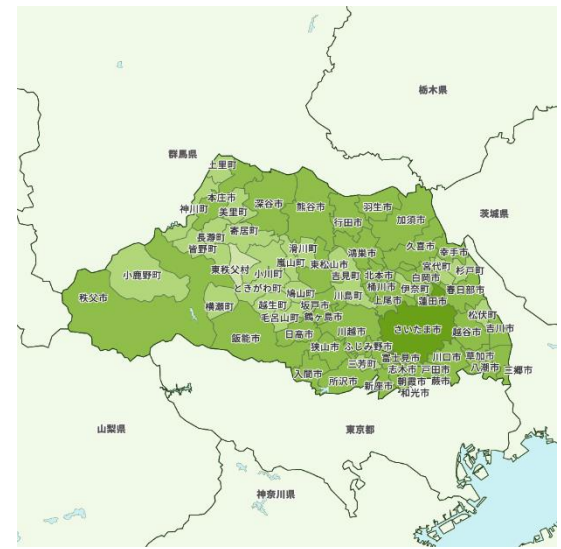 栃木県
群馬県
上里町
茨城県
本庄市
神川町
美里町
深谷市
熊谷市
羽生市
行田市
加須市
寄居町
長瀞町
皆野町
滑川町
嵐山町
東松山市
鴻巣市
久喜市
幸手市
宮代町
杉戸町
白岡市
東秩父村
小川町
吉見町
北本市
小鹿野町
ときがわ町
鳩山町
川島町
桶川市
伊奈町
春日部市
秩父市
横瀬町
越生町
坂戸市
上尾市
蓮田市
毛呂山町
鶴ヶ島市
松伏町
飯能市
日高市
川越市
さいたま市
越谷市
吉川市
狭山市
ふじみ野市
三芳町
富士見市
川口市
草加市
入間市
所沢市
新座市
志木市
戸田市
八潮市
三郷市
朝霞市
蕨市
和光市
山梨県
東京都
神奈川県